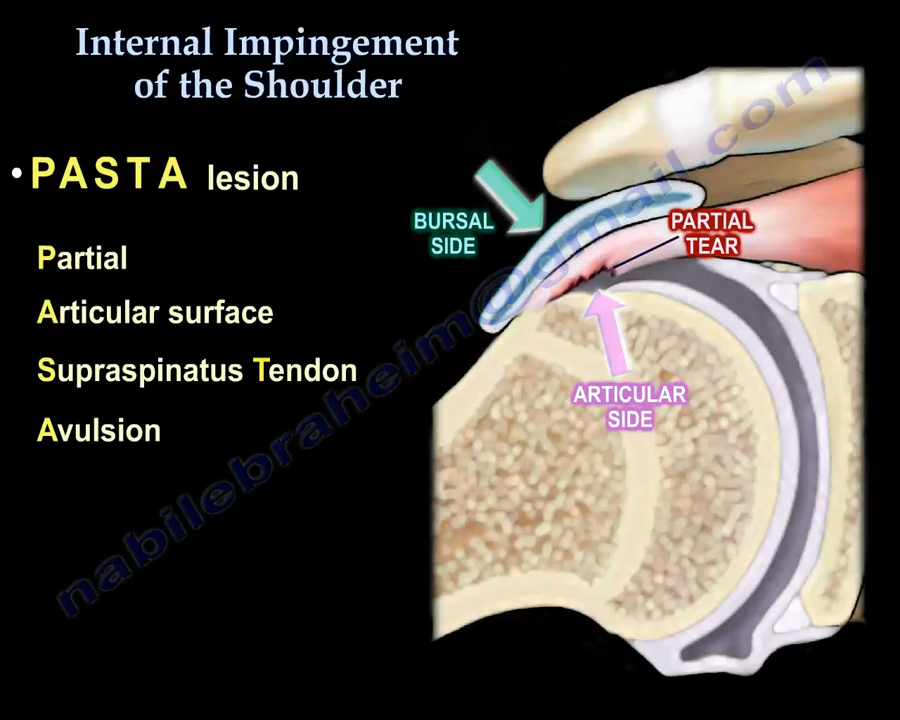 Internal Impingement
of the Shoulder
• PASTA lesion
Partial
Articular surface
Supraspinatus Tendon
Avulsion
BURSAL
SIDE
PARTIAL
TEAR
ARTICULAR
SIDE
nabilebraheim@gmail.com